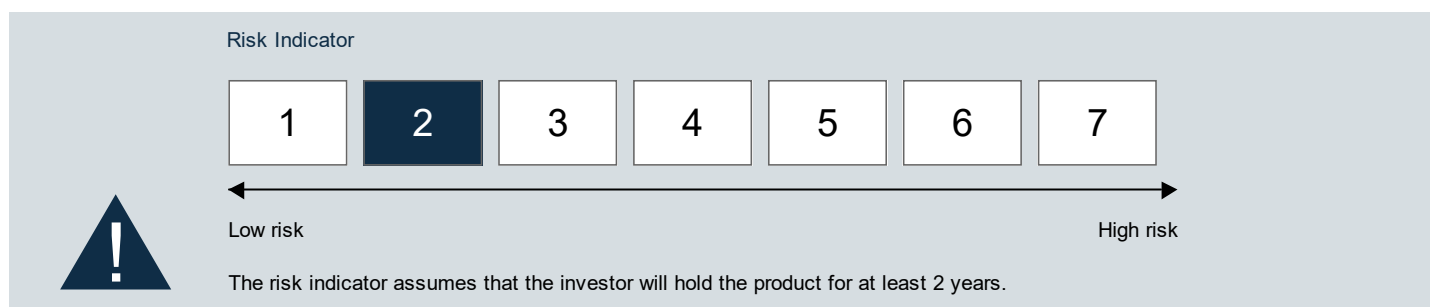 Risk Indicator
1 2 3 4 5 6 7
Low risk High risk
!
The risk indicator assumes that the investor will hold the product for at least 2 years.